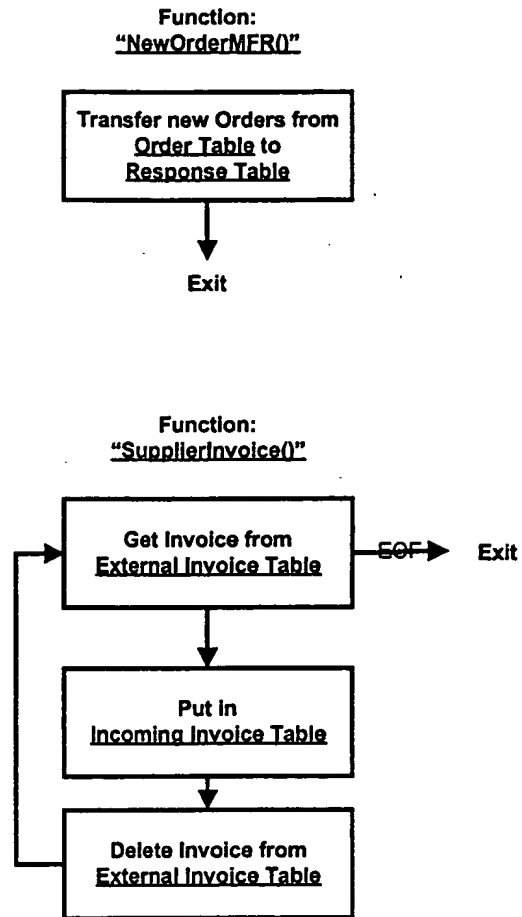 Function:
"NewOrderMFR()"
Transfer new Orders from
Order Table to
Response Table
Exit
Function:
"SupplierInvoice()"
Get Invoice from
External Invoice Table
EOF
Exit
Put in
Incoming Invoice Table
Delete Invoice from
External Invoice Table